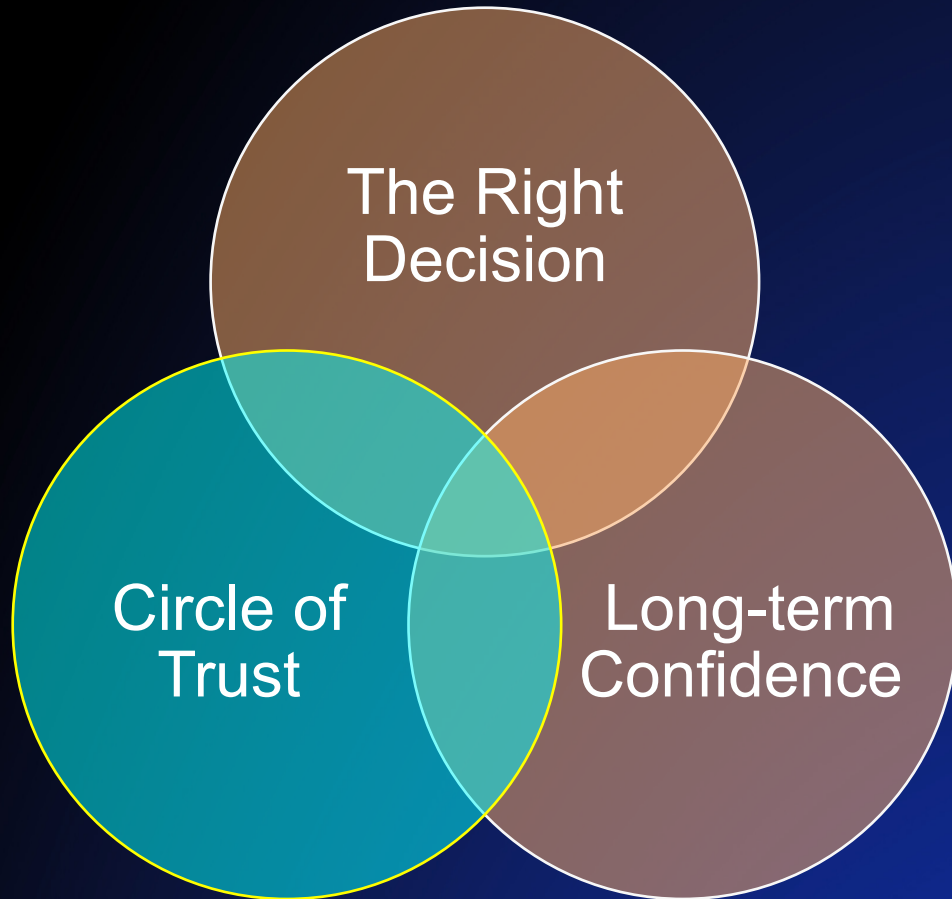 The Right
Decision
Circle of
Trust
Long-term
Confidence